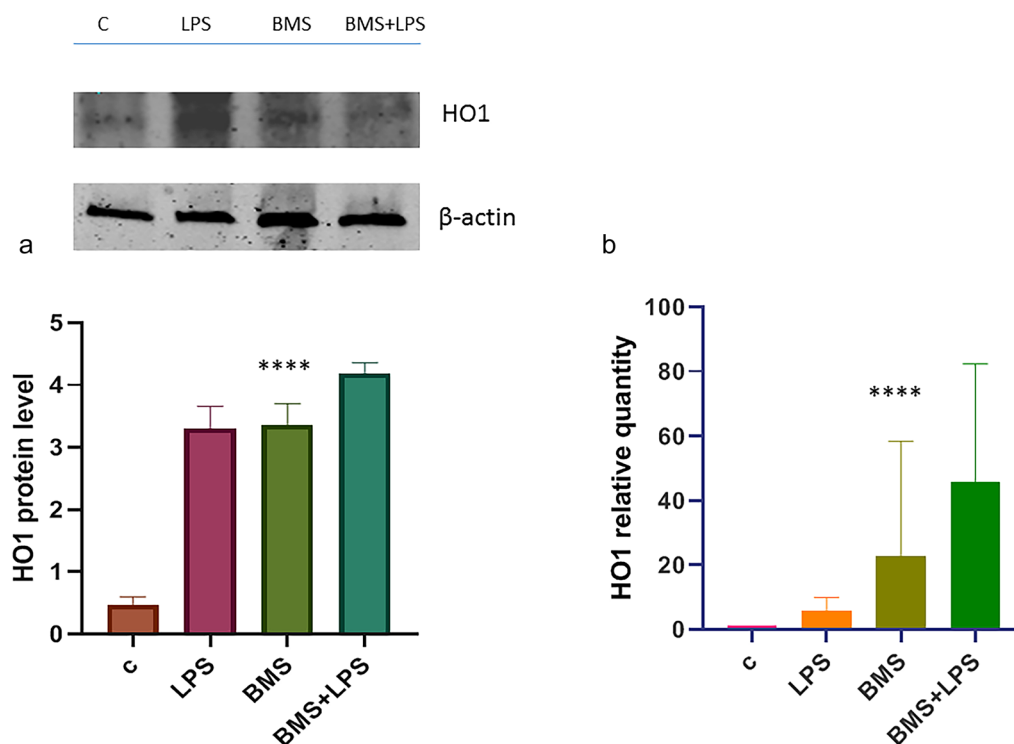 C LPS BMS BMS+LPS
HO1
β-actin
a
HO1 protein level
5
4
3
2
1
0
****
c LPS BMS BMS+LPS
b
HO1 relative quantity
100
80
60
40
20
0
****
c LPS BMS BMS+LPS